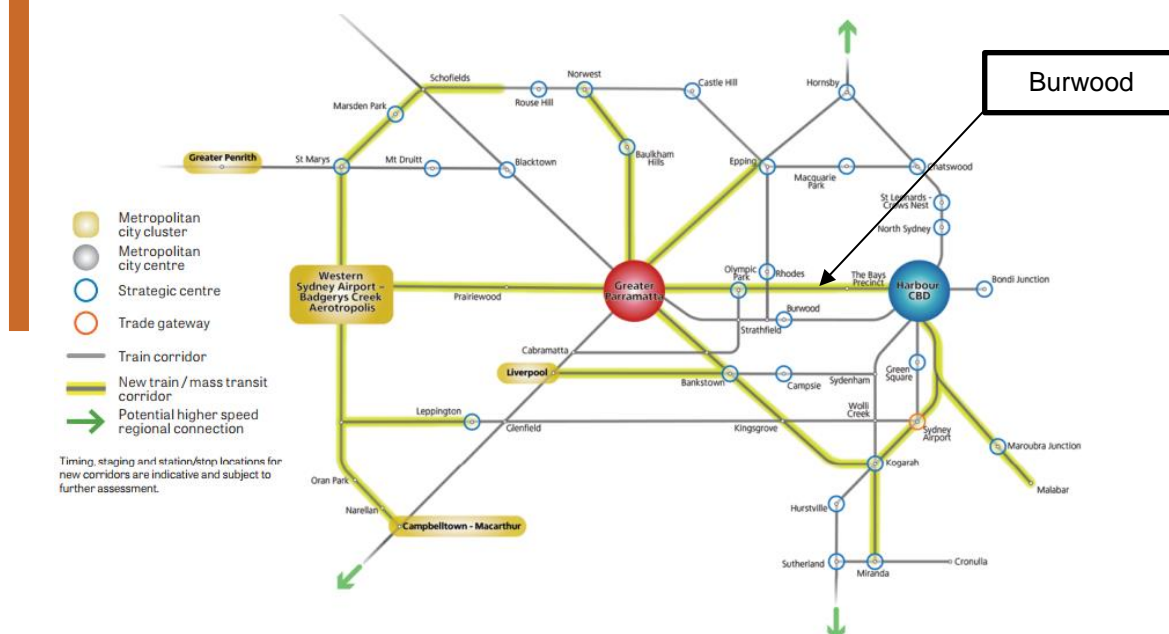 Burwood
Schofields
Norwest
Castle Hill
Hornsby
Rouse Hill
Marsden Park
Greater Penrith
St Marys
Mt Druitt
Blacktown
Baulkham
Hills
Epping
Macquarie
Park
Chatswood
St Leonards -
Crows Nest
North Sydney
Metropolitan
city cluster
Metropolitan
city centre
Strategic centre
Trade gateway
Train corridor
New train / mass transit
corridor
Potential higher speed
regional connection
Timing, staging and station/stop locations for
new corridors are indicative and subject to
further assessment.
Western
Sydney Airport –
Badgerys Creek
Aerotropolis
Prairiewood
Greater
Parramatta
Olympic
Park
Rhodes
The Bays
Precinct
Harbour
CBD
Bondi Junction
Burwood
Strathfield
Cabramatta
Liverpool
Bankstown
Campsie
Sydenham
Green
Square
Leppington
Glenfield
Kingsgrove
Wolli
Creek
Sydney
Airport
Maroubra Junction
Kogarah
Malabar
Oran Park
Narellan
Campbelltown - Macarthur
Hurstville
Sutherland
Miranda
Cronulla